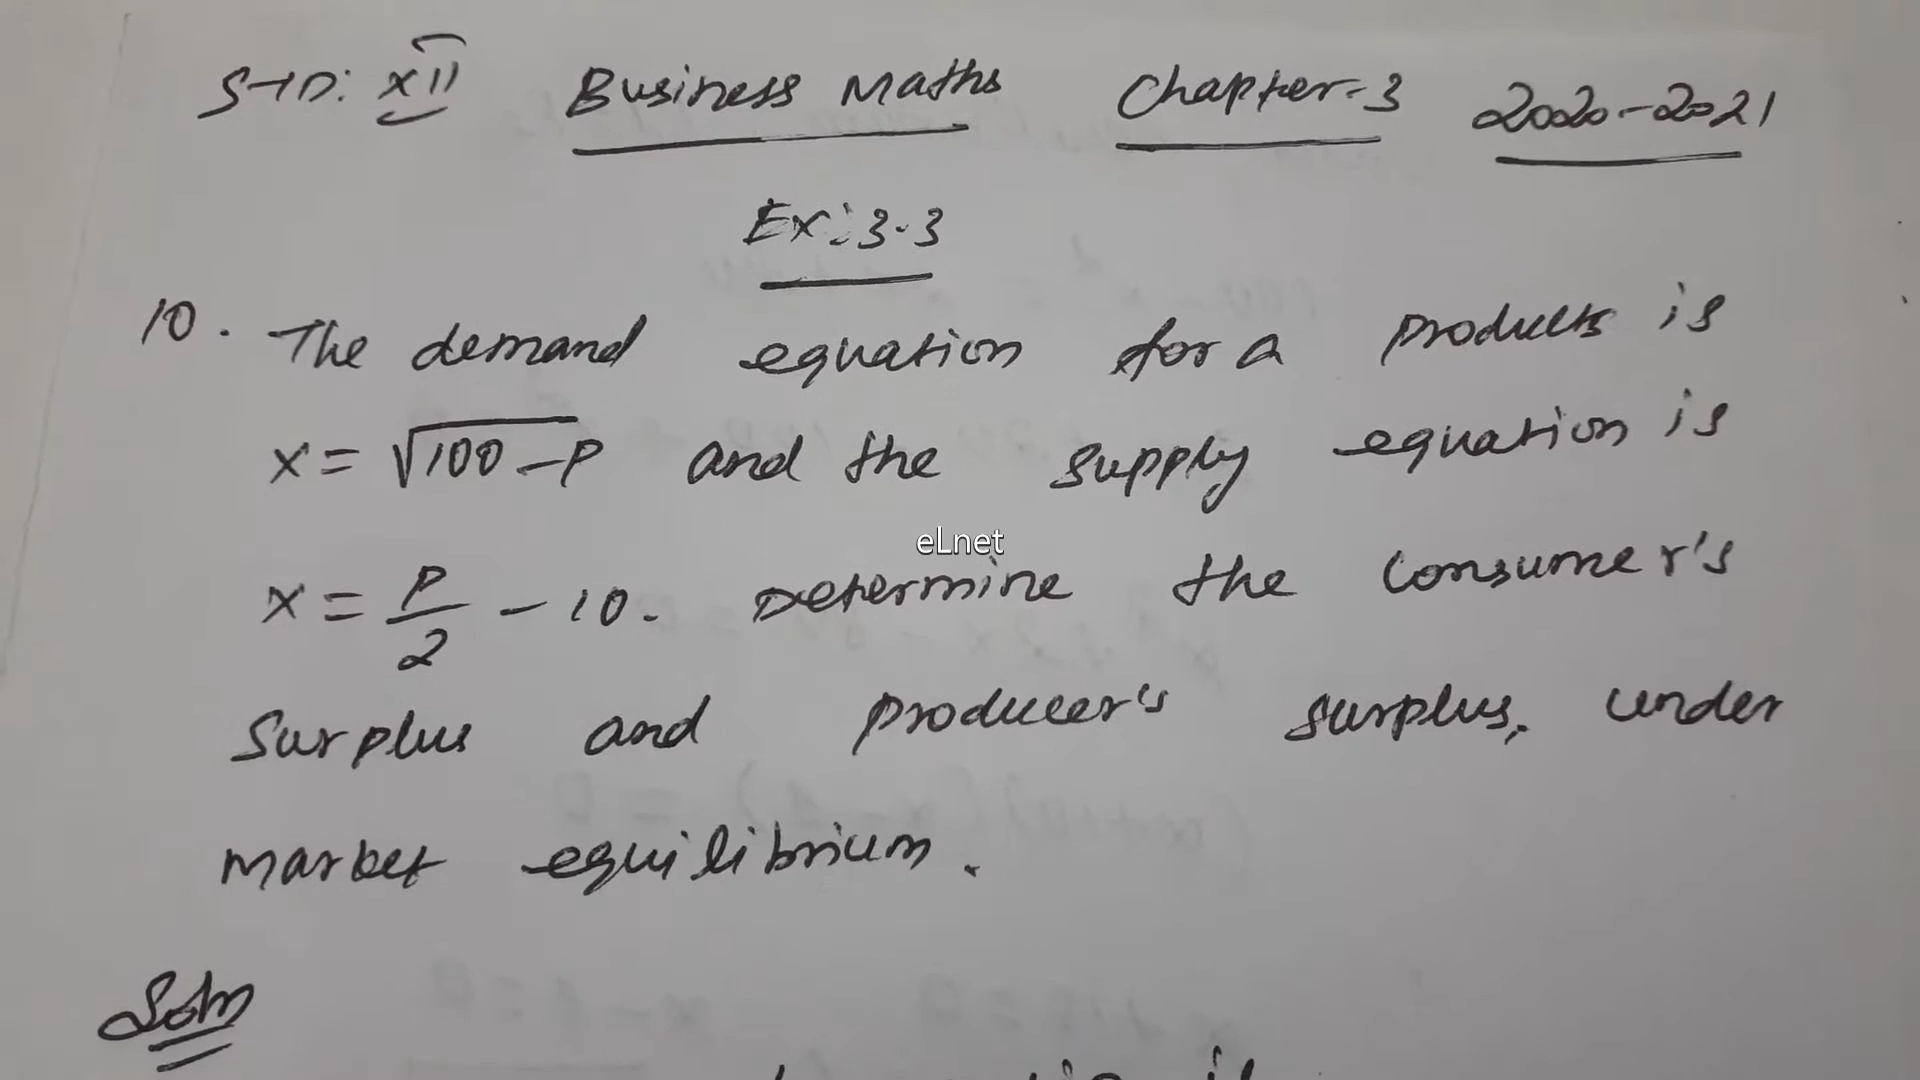 STD: XII Business Maths Chapter-3 2020-2021
Ex: 3.3
10. The demand equation for a products is
x = √100-P and the supply equation is
eLnet
x = P/2 - 10. Determine the Consumer's
Surplus and producer's surplus, under
market equilibrium.
Soln